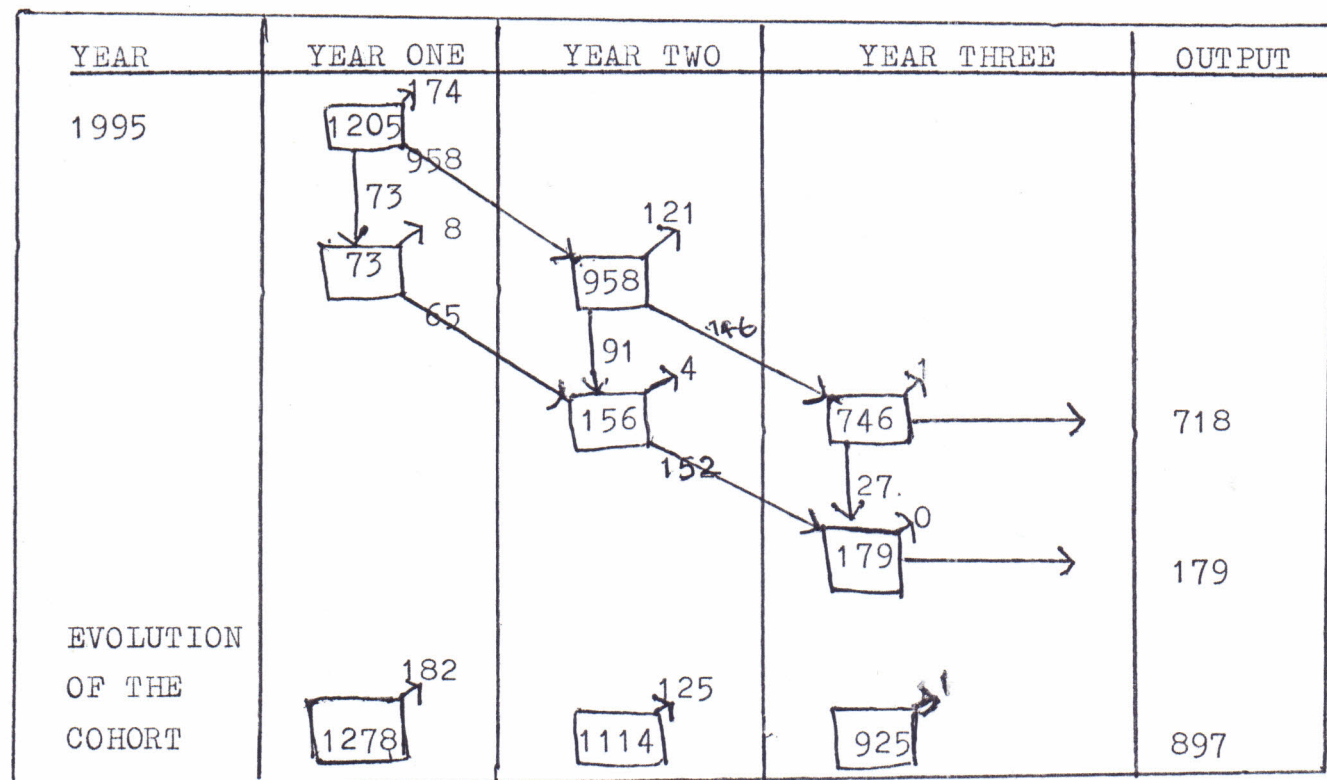 YEAR YEAR ONE YEAR TWO YEAR THREE OUTPUT
174
1995 1205
958
73
8 121
73 958
65 746
91
4 1
156 746 718
152
27.
0
179 179
EVOLUTION
OF THE 182 125 1
COHORT 1278 1114 925 897